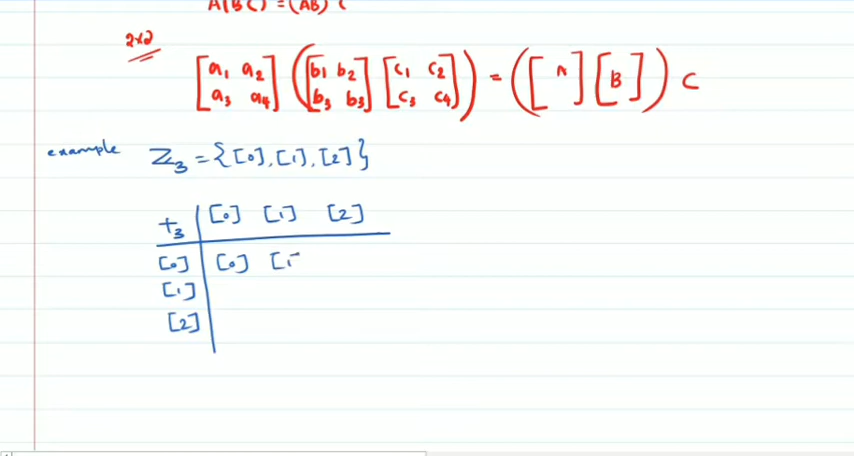 A(BC) = (AB) C
2x2
[a1 a2 a3 a4] ([b1 b2 b3 b3] [c1 c2 c3 c4]) = ([ A ] [ B ]) C
example Z3 = {[0], [1], [2]}
+3 [0] [1] [2]
[0] [0] [1
[1]
[2]